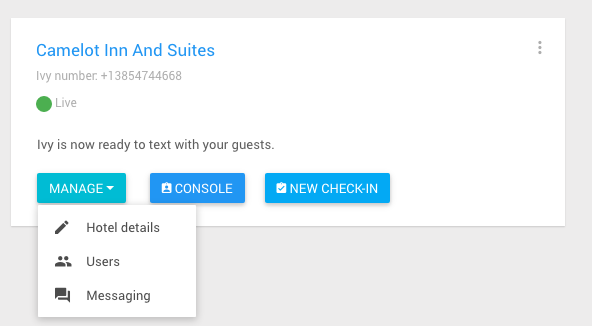 Camelot Inn And Suites
Ivy number: +13854744668
Live
Ivy is now ready to text with your guests.
MANAGE CONSOLE NEW CHECK-IN
Hotel details
Users
Messaging